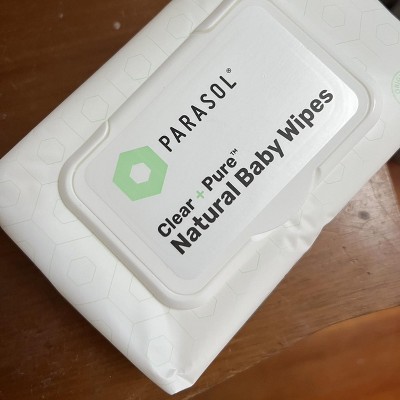 PARASOL®
Clear + Pure™
Natural Baby Wipes